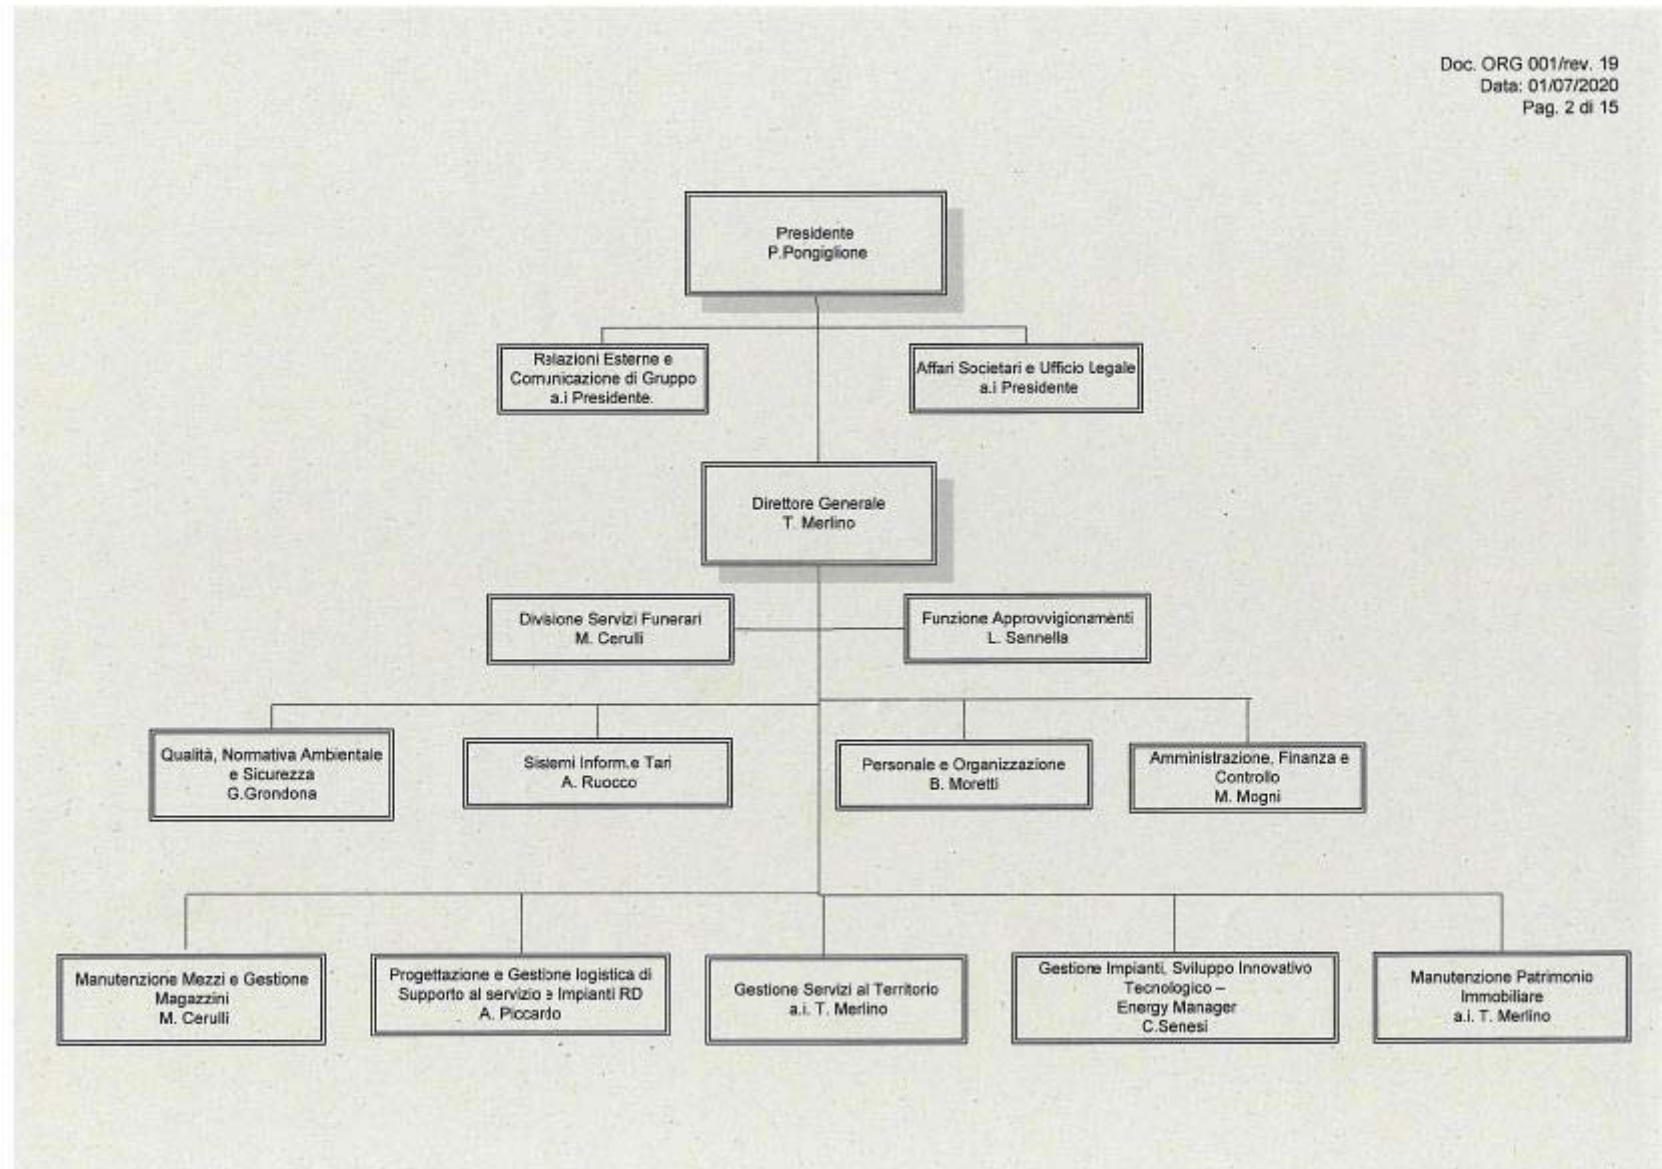 Doc. ORG 001/rev. 19
Data: 01/07/2020
Pag. 2 di 15
Presidente
P.Pongiglione
Relazioni Esterne e
Comunicazione di Gruppo
a.i Presidente.
Affari Societari e Ufficio Legale
a.i Presidente
Direttore Generale
T. Merlino
Divisione Servizi Funerari
M. Cerulli
Funzione Approvvigionamenti
L. Sannella
Qualità, Normativa Ambientale
e Sicurezza
G.Grondona
Sistemi Inform.e Tari
A. Ruocco
Personale e Organizzazione
B. Moretti
Amministrazione, Finanza e
Controllo
M. Mogni
Manutenzione Mezzi e Gestione
Magazzini
M. Cerulli
Progettazione e Gestione logistica di
Supporto al servizio e Impianti RD
A. Piccardo
Gestione Servizi al Territorio
a.i. T. Merlino
Gestione Impianti, Sviluppo Innovativo
Tecnologico –
Energy Manager
C.Senesi
Manutenzione Patrimonio
Immobiliare
a.i. T. Merlino